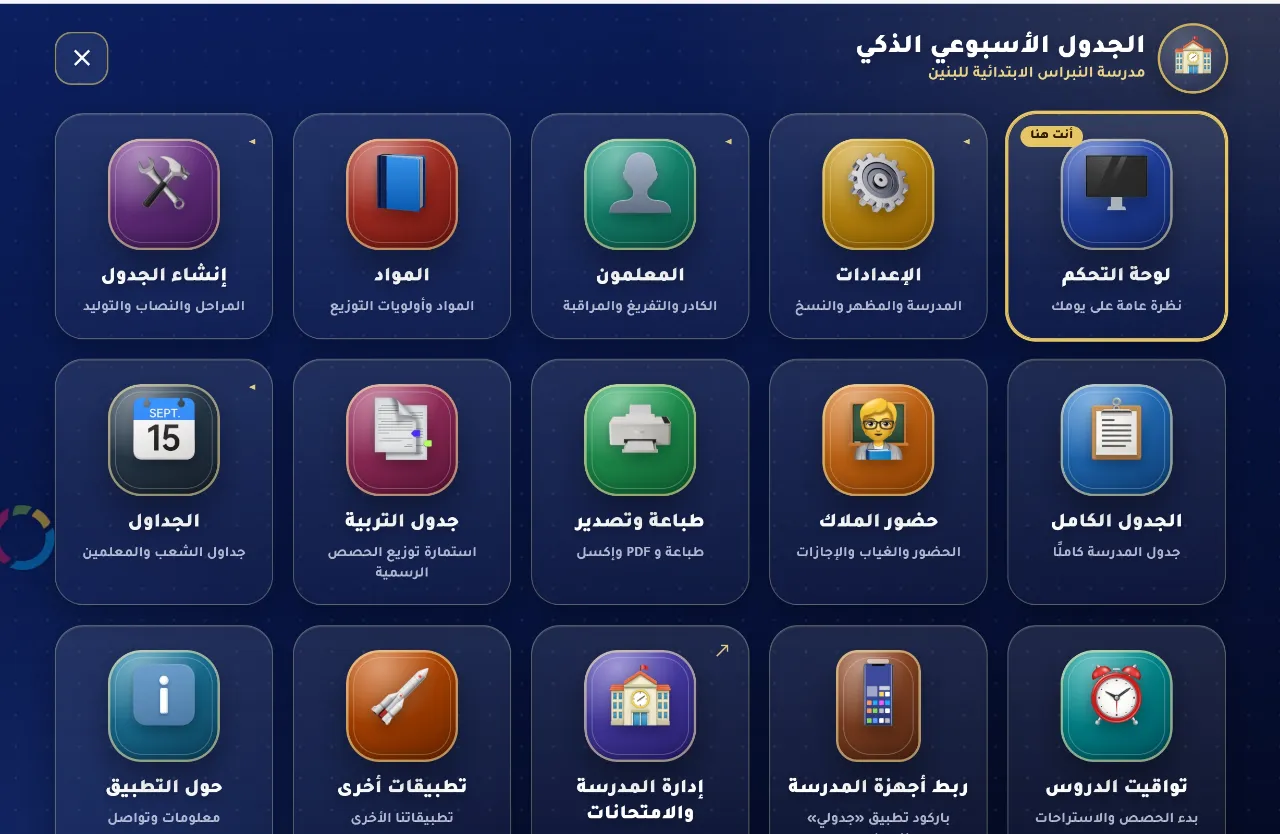 الجدول الأسبوعي الذكي
مدرسة النبراس الابتدائية للبنين
أنت هنا
لوحة التحكم
نظرة عامة على يومك
الإعدادات
المدرسة والمظهر والنسخ
المعلمون
الكادر والتفريغ والمراقبة
المواد
المواد وأولويات التوزيع
إنشاء الجدول
المراحل والنصاب والتوليد
الجدول الكامل
جدول المدرسة كاملًا
حضور الملاك
الحضور والغياب والإجازات
طباعة وتصدير
طباعة و PDF وإكسل
جدول التربية
استمارة توزيع الحصص
الرسمية
SEPT.
15
الجداول
جداول الشعب والمعلمين
تواقيت الدروس
بدء الحصص والاستراحات
ربط أجهزة المدرسة
باركود تطبيق «جدولي»
إدارة المدرسة
والامتحانات
تطبيقات أخرى
تطبيقاتنا الأخرى
حول التطبيق
معلومات وتواصل